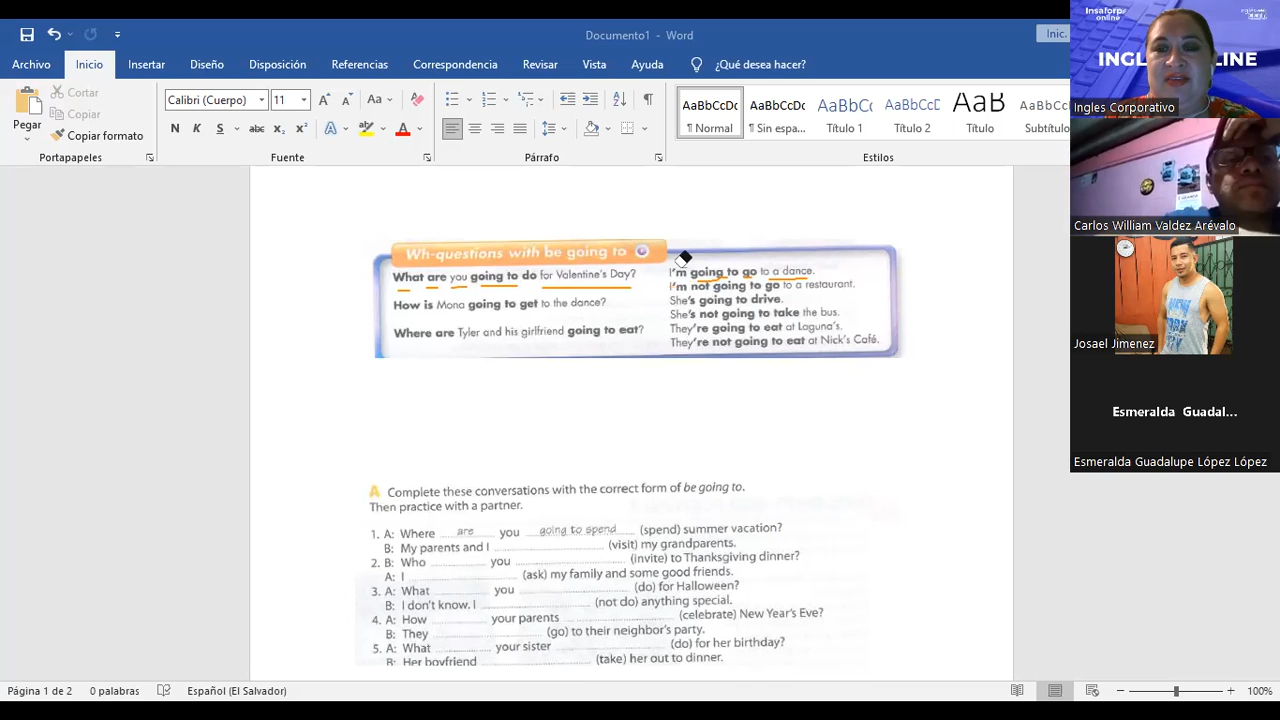 Documento1 - Word
Inic.
Archivo
Inicio
Insertar
Diseño
Disposición
Referencias
Correspondencia
Revisar
Vista
Ayuda
¿Qué desea hacer?
Pegar
Cortar
Copiar
Copiar formato
Portapapeles
Calibri (Cuerpo)
11
Aa
N K S abc x₂ x²
Fuente
Párrafo
AaBbCcDc
¶ Normal
AaBbCcDc
¶ Sin espa...
AaBbC
Título 1
AaBbCcE
Título 2
AaB
Título
AaBbCcD
Subtítulo
Estilos
Wh-questions with be going to
What are you going to do for Valentine's Day?
How is Mona going to get to the dance?
Where are Tyler and his girlfriend going to eat?
I'm going to go to a dance.
I'm not going to go to a restaurant.
She's going to drive.
She's not going to take the bus.
They're going to eat at Laguna's.
They're not going to eat at Nick's Café.
A Complete these conversations with the correct form of be going to.
Then practice with a partner.
1. A: Where are you going to spend (spend) summer vacation?
B: My parents and I (visit) my grandparents.
2. B: Who you (invite) to Thanksgiving dinner?
A: I (ask) my family and some good friends.
3. A: What you (do) for Halloween?
B: I don't know. I (not do) anything special.
4. A: How your parents (celebrate) New Year's Eve?
B: They (go) to their neighbor's party.
5. A: What your sister (do) for her birthday?
B: Her boyfriend (take) her out to dinner.
Página 1 de 2
0 palabras
Español (El Salvador)
100%
Insaforp
online
Ingles Corporativo
Carlos William Valdez Arévalo
Josael Jimenez
Esmeralda Guadal...
Esmeralda Guadalupe López López